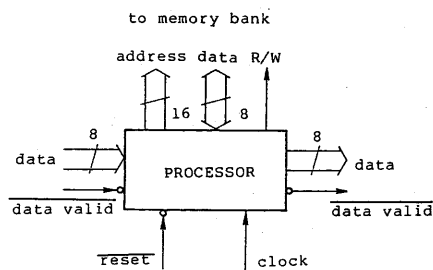 to memory bank
address data R/W
16 8
8 8
data PROCESSOR data
data valid data valid
reset clock